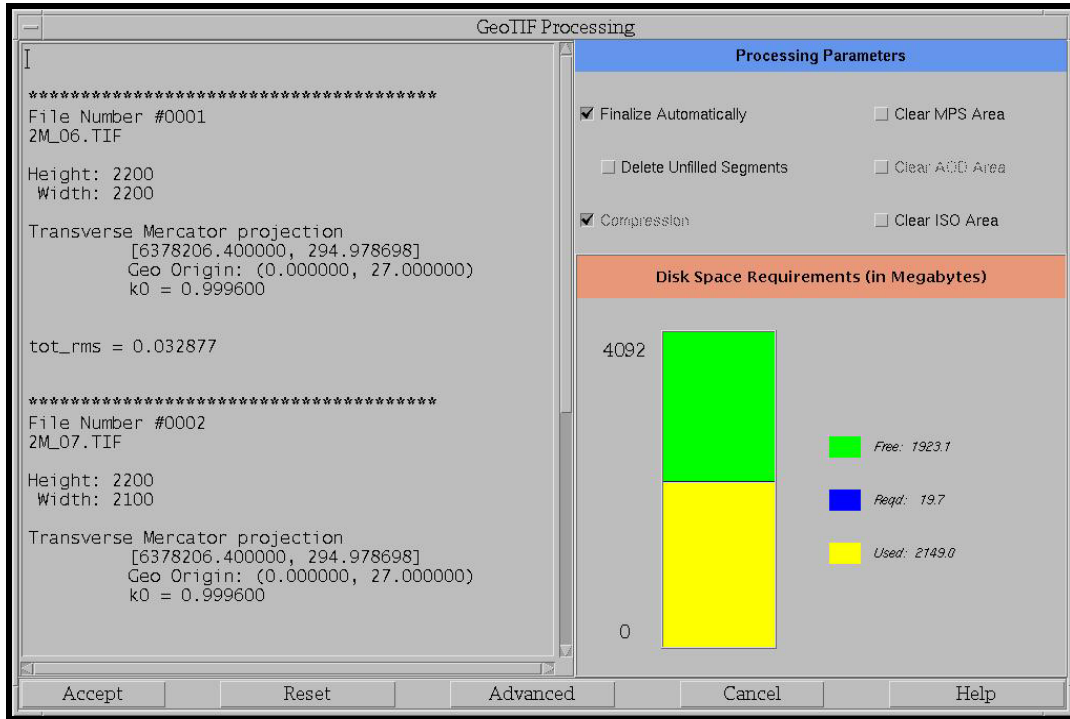 GeoTIF Processing
****************************************
File Number #0001
2M_06.TIF
Height: 2200
Width: 2200
Transverse Mercator projection
[6378206.400000, 294.978698]
Geo Origin: (0.000000, 27.000000)
k0 = 0.999600
tot_rms = 0.032877
****************************************
File Number #0002
2M_07.TIF
Height: 2200
Width: 2100
Transverse Mercator projection
[6378206.400000, 294.978698]
Geo Origin: (0.000000, 27.000000)
k0 = 0.999600
Processing Parameters
Finalize Automatically
Clear MPS Area
Delete Unfilled Segments
Clear AOD Area
Compression
Clear ISO Area
Disk Space Requirements (in Megabytes)
4092
0
Free: 1923.1
Reqd: 19.7
Used: 2149.0
Accept
Reset
Advanced
Cancel
Help